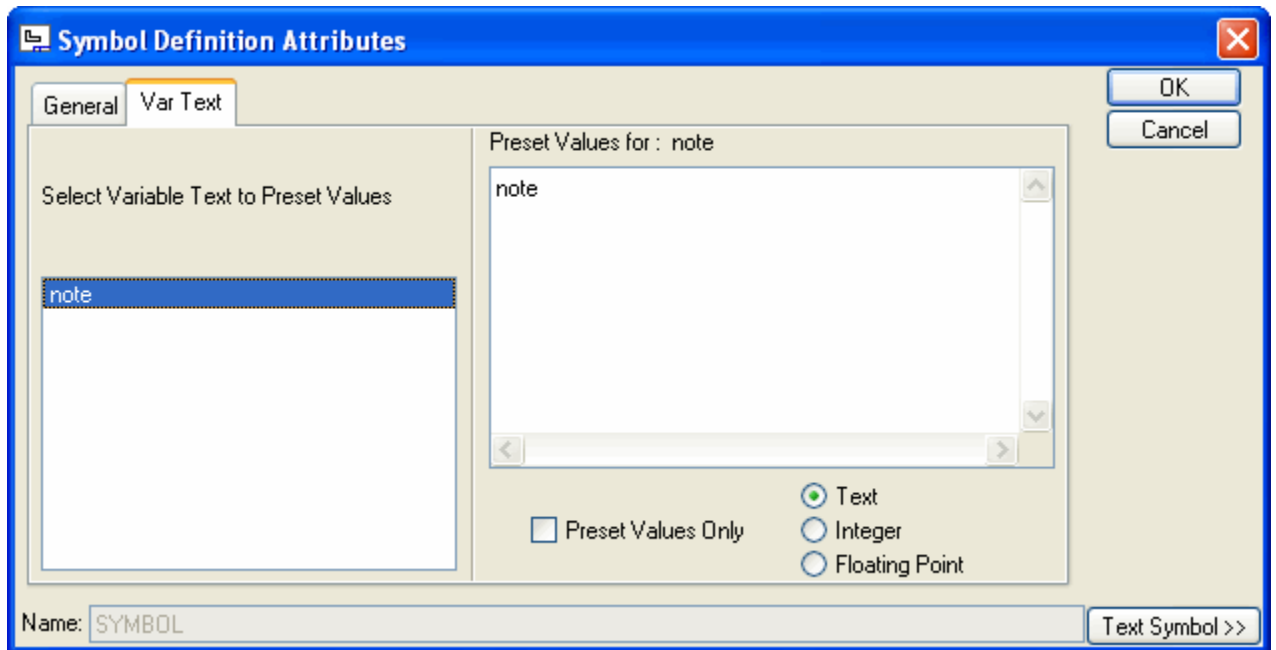 Symbol Definition Attributes
General
Var Text
OK
Cancel
Select Variable Text to Preset Values
note
Preset Values for : note
note
Preset Values Only
Text
Integer
Floating Point
Name: SYMBOL
Text Symbol >>